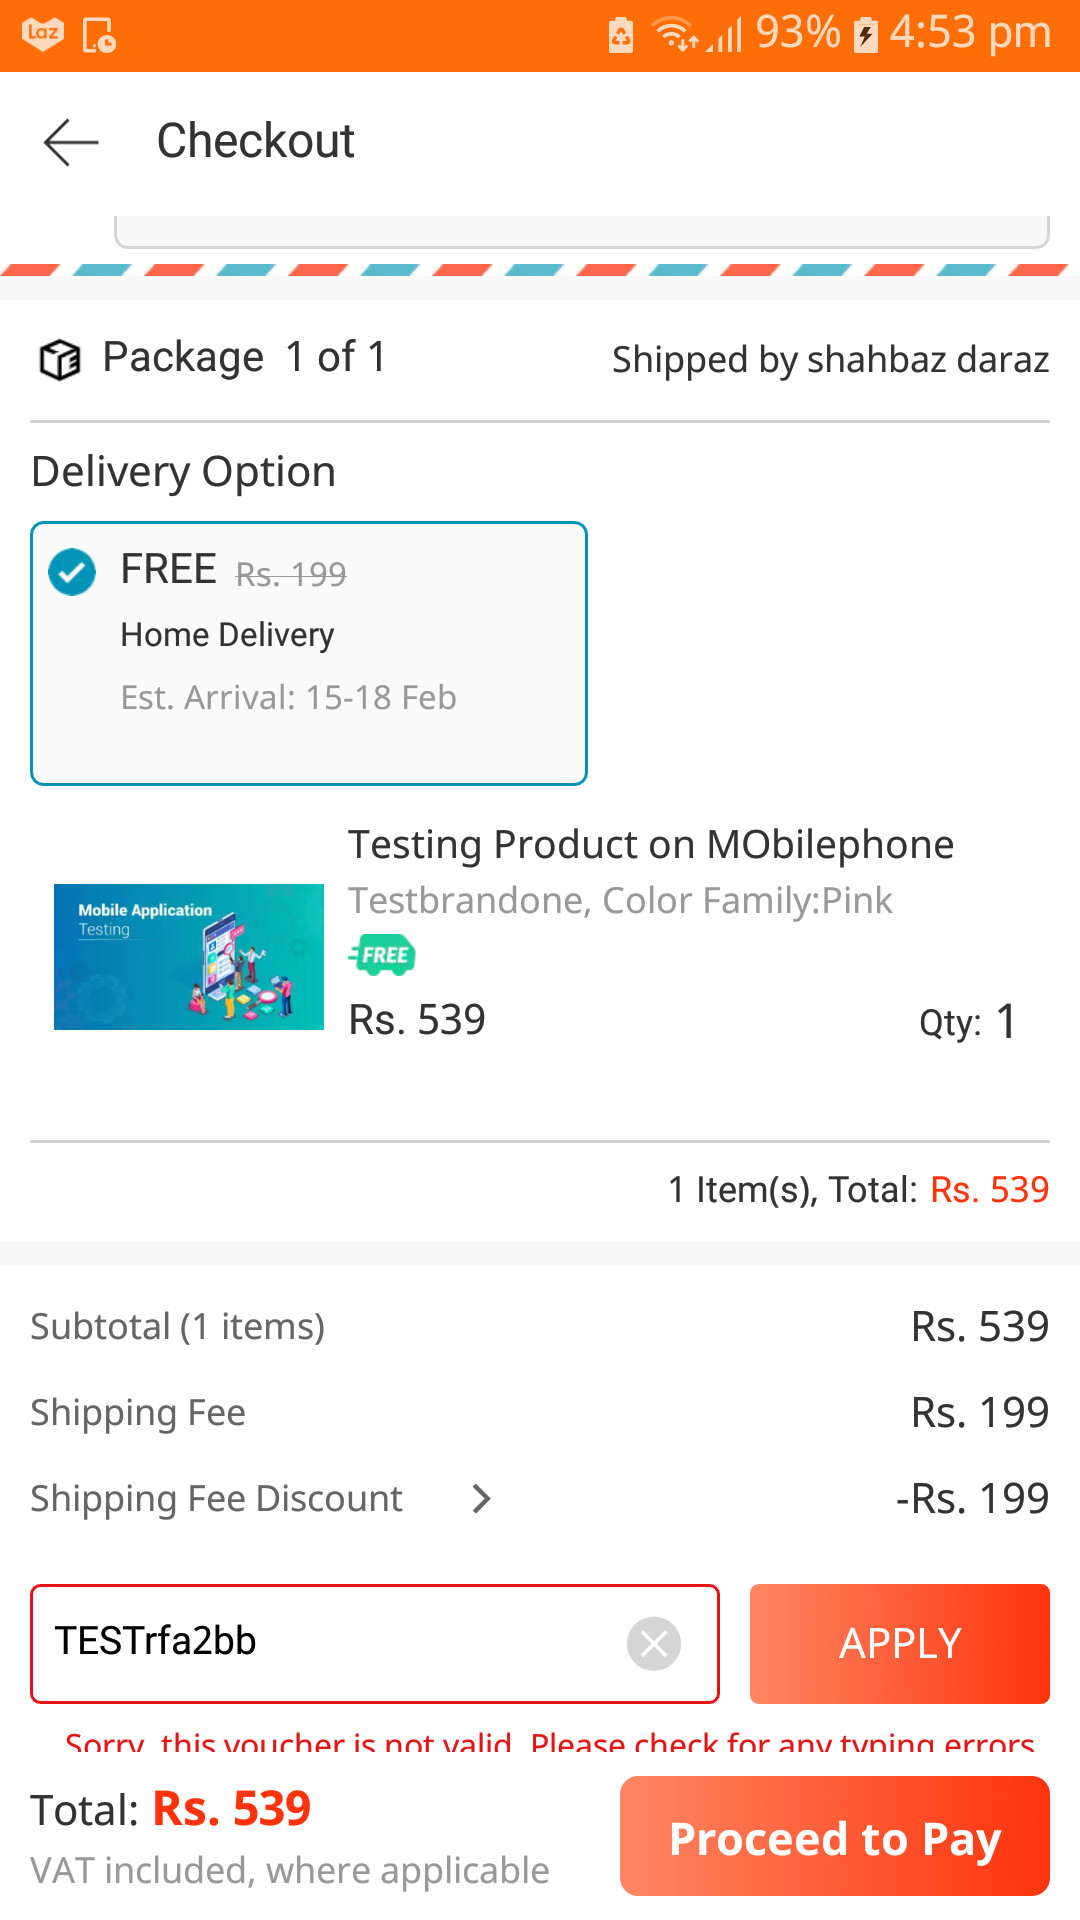 Laz
93%
4:53 pm
Checkout
Package 1 of 1
Shipped by shahbaz daraz
Delivery Option
FREE Rs. 199
Home Delivery
Est. Arrival: 15-18 Feb
Testing Product on MObilephone
Mobile Application
Testing
Testbrandone, Color Family:Pink
FREE
Rs. 539
Qty: 1
1 Item(s), Total: Rs. 539
Subtotal (1 items)
Rs. 539
Shipping Fee
Rs. 199
Shipping Fee Discount
-Rs. 199
TESTrfa2bb
APPLY
Sorry, this voucher is not valid. Please check for any typing errors
Total: Rs. 539
VAT included, where applicable
Proceed to Pay